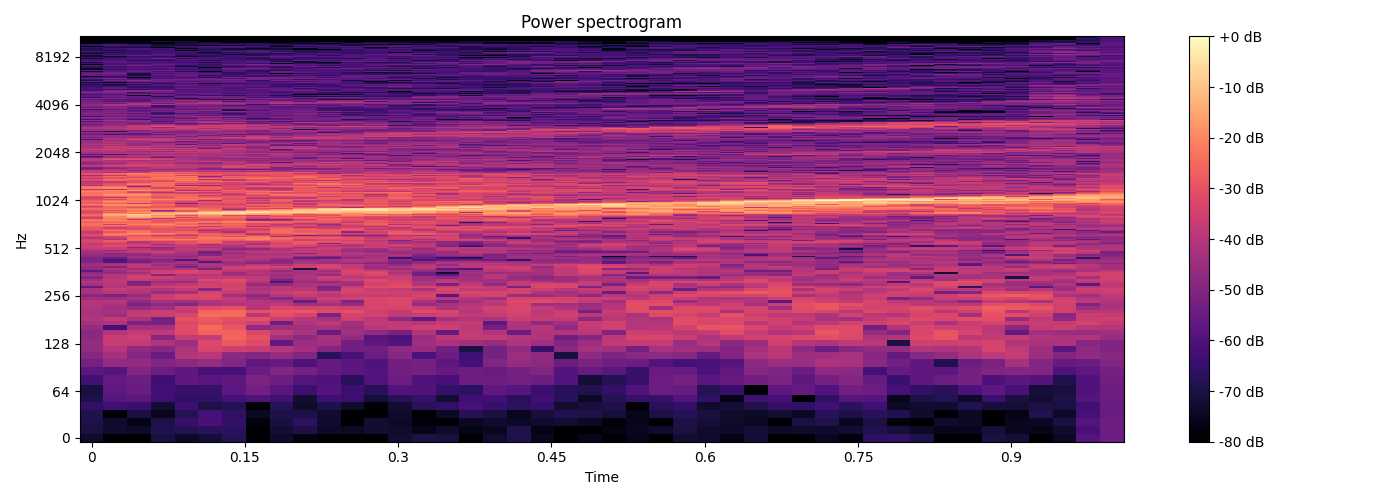 Power spectrogram
Hz
8192
4096
2048
1024
512
256
128
64
0
0 0.15 0.3 0.45 0.6 0.75 0.9
Time
+0 dB
-10 dB
-20 dB
-30 dB
-40 dB
-50 dB
-60 dB
-70 dB
-80 dB